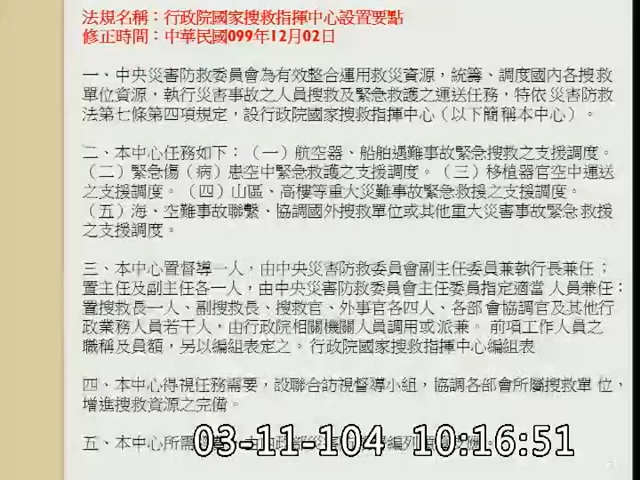 法規名稱：行政院國家搜救指揮中心設置要點
修正時間：中華民國099年12月02日
一、中央災害防救委員會為有效整合運用救災資源，統籌、調度國內各搜救
單位資源，執行災害事故之人員搜救及緊急救護之運送任務，特依災害防救
法第七條第四項規定，設行政院國家搜救指揮中心（以下簡稱本中心）。
二、本中心任務如下：（一）航空器、船舶遇難事故緊急搜救之支援調度。
（二）緊急傷（病）患空中緊急救護之支援調度。（三）移植器官空中運送
之支援調度。（四）山區、高樓等重大災難事故緊急救援之支援調度。
（五）海、空難事故聯繫、協調國外搜救單位或其他重大災害事故緊急救援
之支援調度。
三、本中心置督導一人，由中央災害防救委員會副主任委員兼執行長兼任；
置主任及副主任各一人，由中央災害防救委員會主任委員指定適當 人員兼任；
置搜救長一人、副搜救長、搜救官、外事官各四人、各部 會協調官及其他行
政業務人員若干人，由行政院相關機關人員調用或派兼。 前項工作人員之
職稱及員額，另以編組表定之。 行政院國家搜救指揮中心編組表
四、本中心得視任務需要，設聯合訪視督導小組，協調各部會所屬搜救單 位，
增進搜救資源之完備。
五、本中心所需
03-11-104 10:16:51